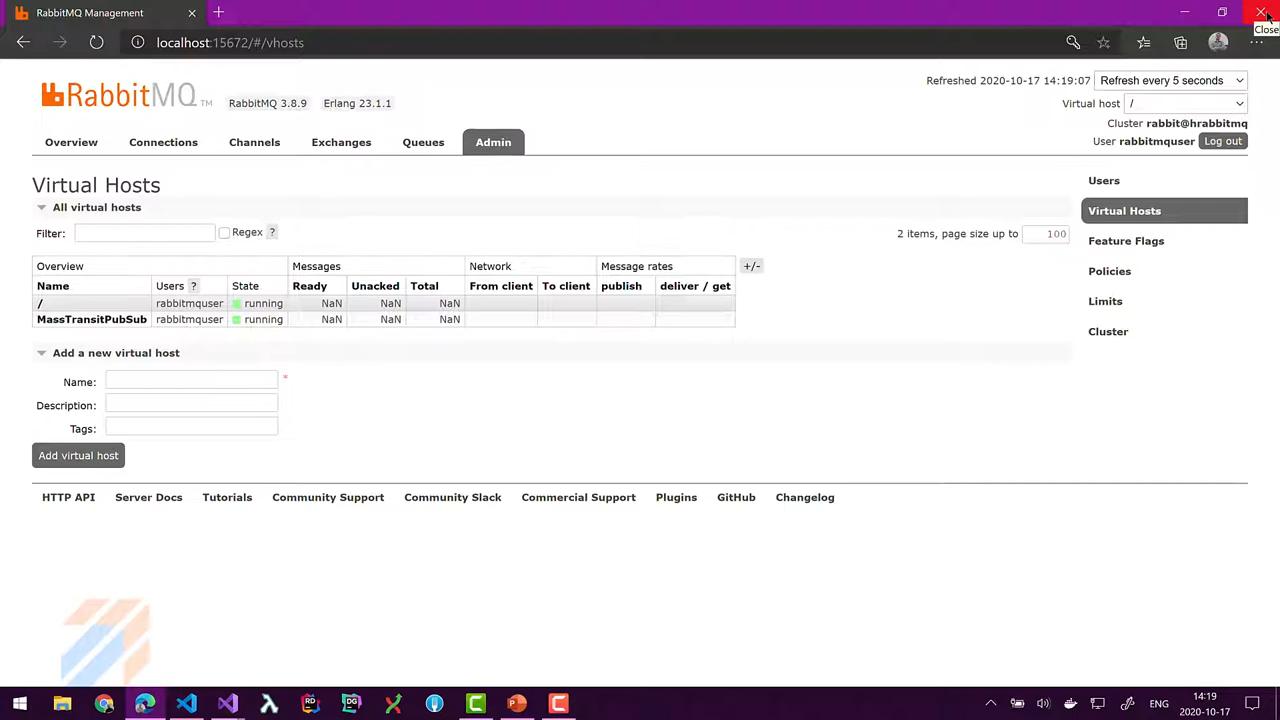 RabbitMQ Management
Close
localhost:15672/#/vhosts
RabbitMQ TM
RabbitMQ 3.8.9 Erlang 23.1.1
Refreshed 2020-10-17 14:19:07 Refresh every 5 seconds
Virtual host /
Cluster rabbit@hrabbitmq
User rabbitmquser Log out
Overview Connections Channels Exchanges Queues Admin
Users
Virtual Hosts
Feature Flags
Policies
Limits
Cluster
Virtual Hosts
All virtual hosts
Filter: Regex ? 2 items, page size up to 100
Overview Messages Network Message rates +/-
Name Users ? State Ready Unacked Total From client To client publish deliver / get
/ rabbitmquser running NaN NaN NaN
MassTransitPubSub rabbitmquser running NaN NaN NaN
Add a new virtual host
Name: *
Description:
Tags:
Add virtual host
HTTP API Server Docs Tutorials Community Support Community Slack Commercial Support Plugins GitHub Changelog
RD DG C P C
ENG
14:19
2020-10-17